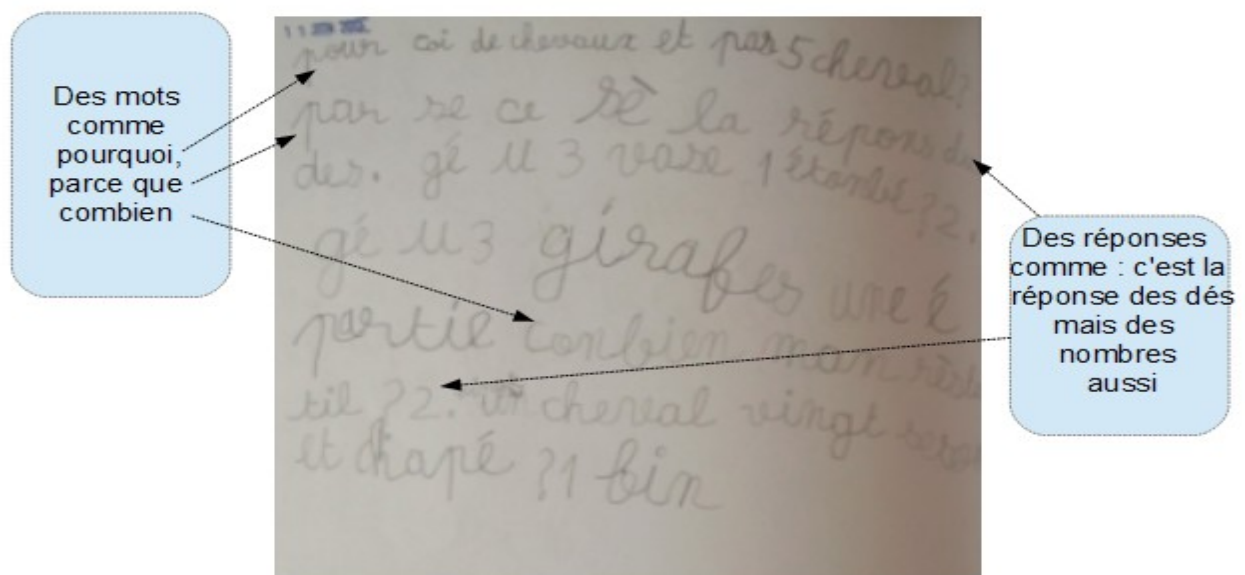 Des mots
comme
pourquoi,
parce que
combien
pour coi de chevaux et pas 5 cheval?
par se ce sè la répons de
des. gé u 3 vase 1 étonbé ? 2.
gé u 3 girafes une é
partie conbien man rèste
til ? 2. un cheval vingt
et chapé ? 1 bin
Des réponses
comme : c'est la
réponse des dés
mais des
nombres
aussi